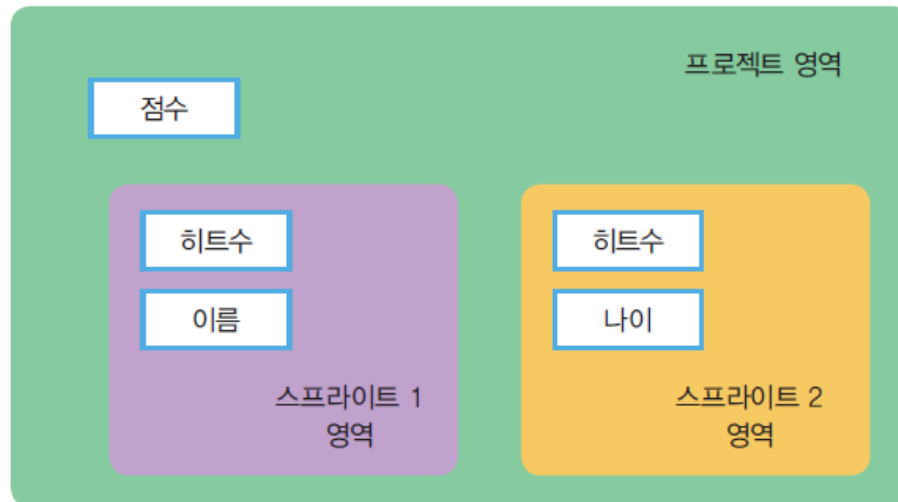 프로젝트 영역
점수
히트수
이름
스프라이트 1
영역
히트수
나이
스프라이트 2
영역